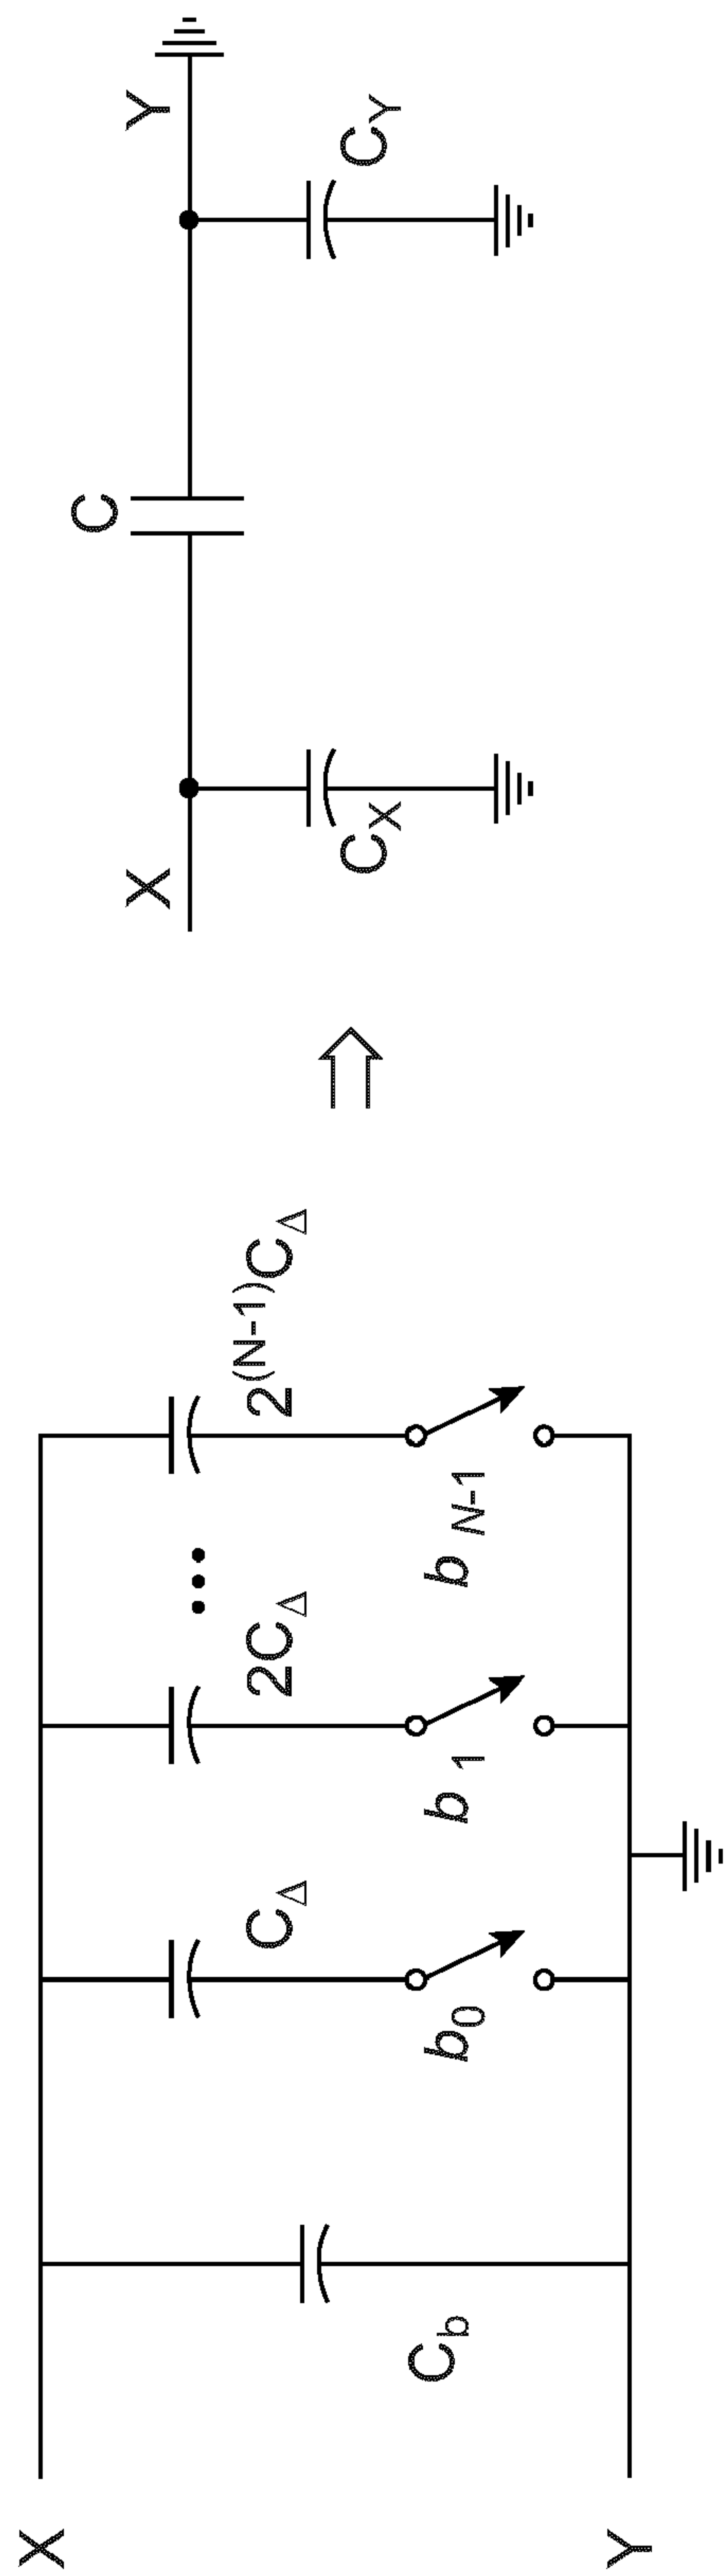 X
Y
C_b
C_Δ
b_0
2C_Δ
b_1
•••
2^(N-1)C_Δ
b_N-1
⇒
X
C_X
C
Y
C_Y